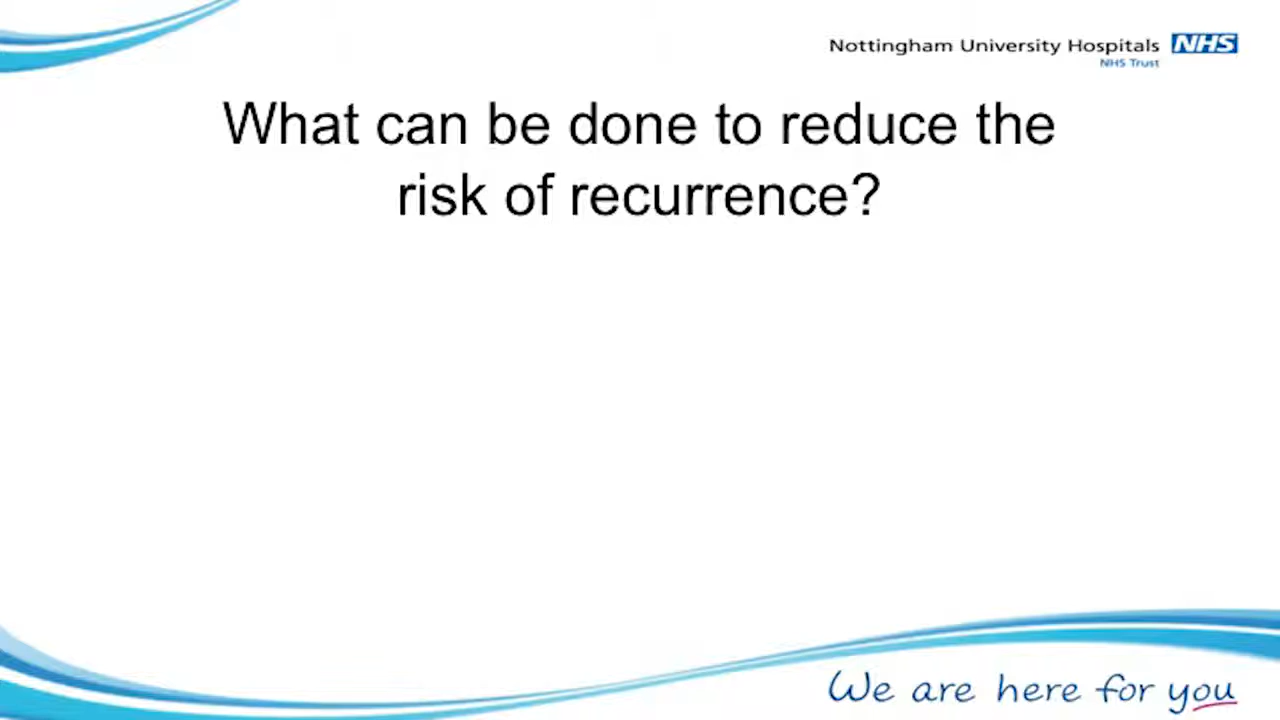 Nottingham University Hospitals NHS
NHS Trust
What can be done to reduce the
risk of recurrence?
We are here for you